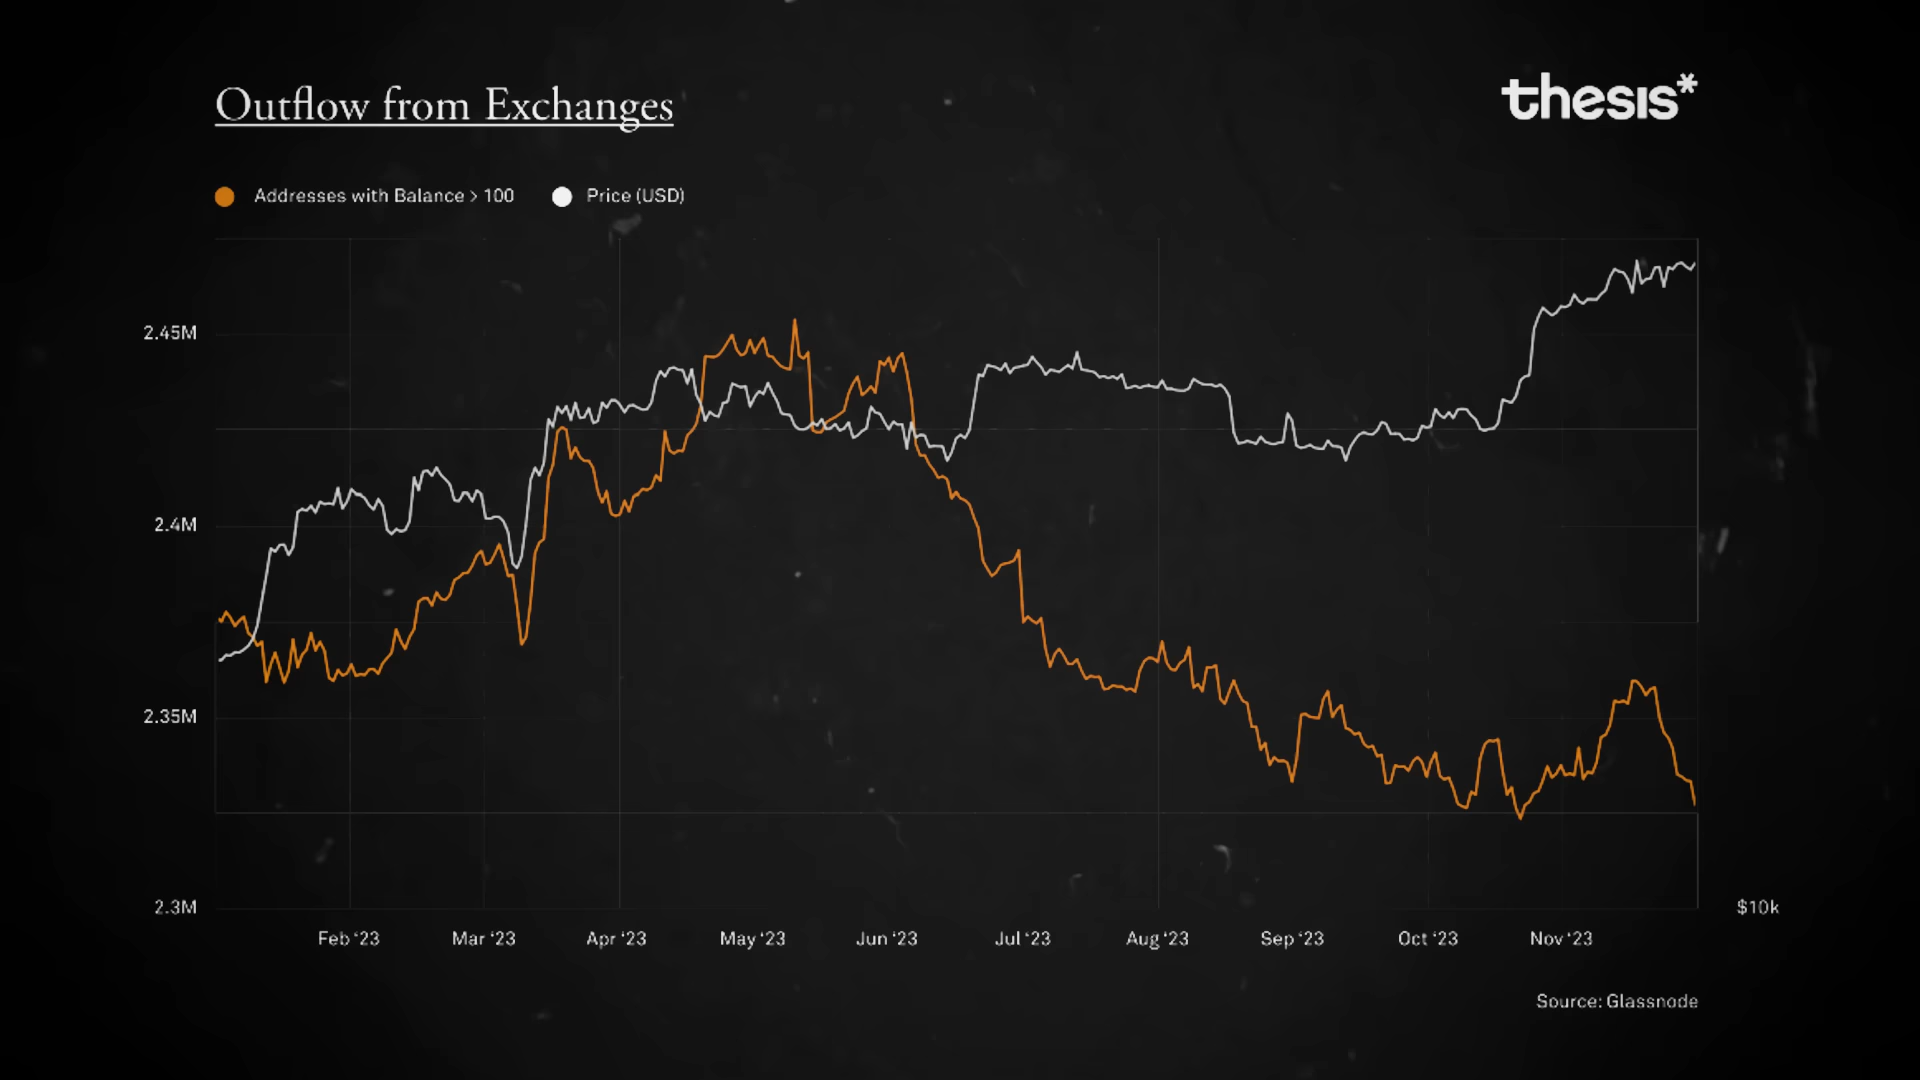 Outflow from Exchanges
thesis*
Addresses with Balance > 100
Price (USD)
2.45M
2.4M
2.35M
2.3M
$10k
Feb ‘23
Mar ‘23
Apr ‘23
May ‘23
Jun ‘23
Jul ‘23
Aug ‘23
Sep ‘23
Oct ‘23
Nov ‘23
Source: Glassnode